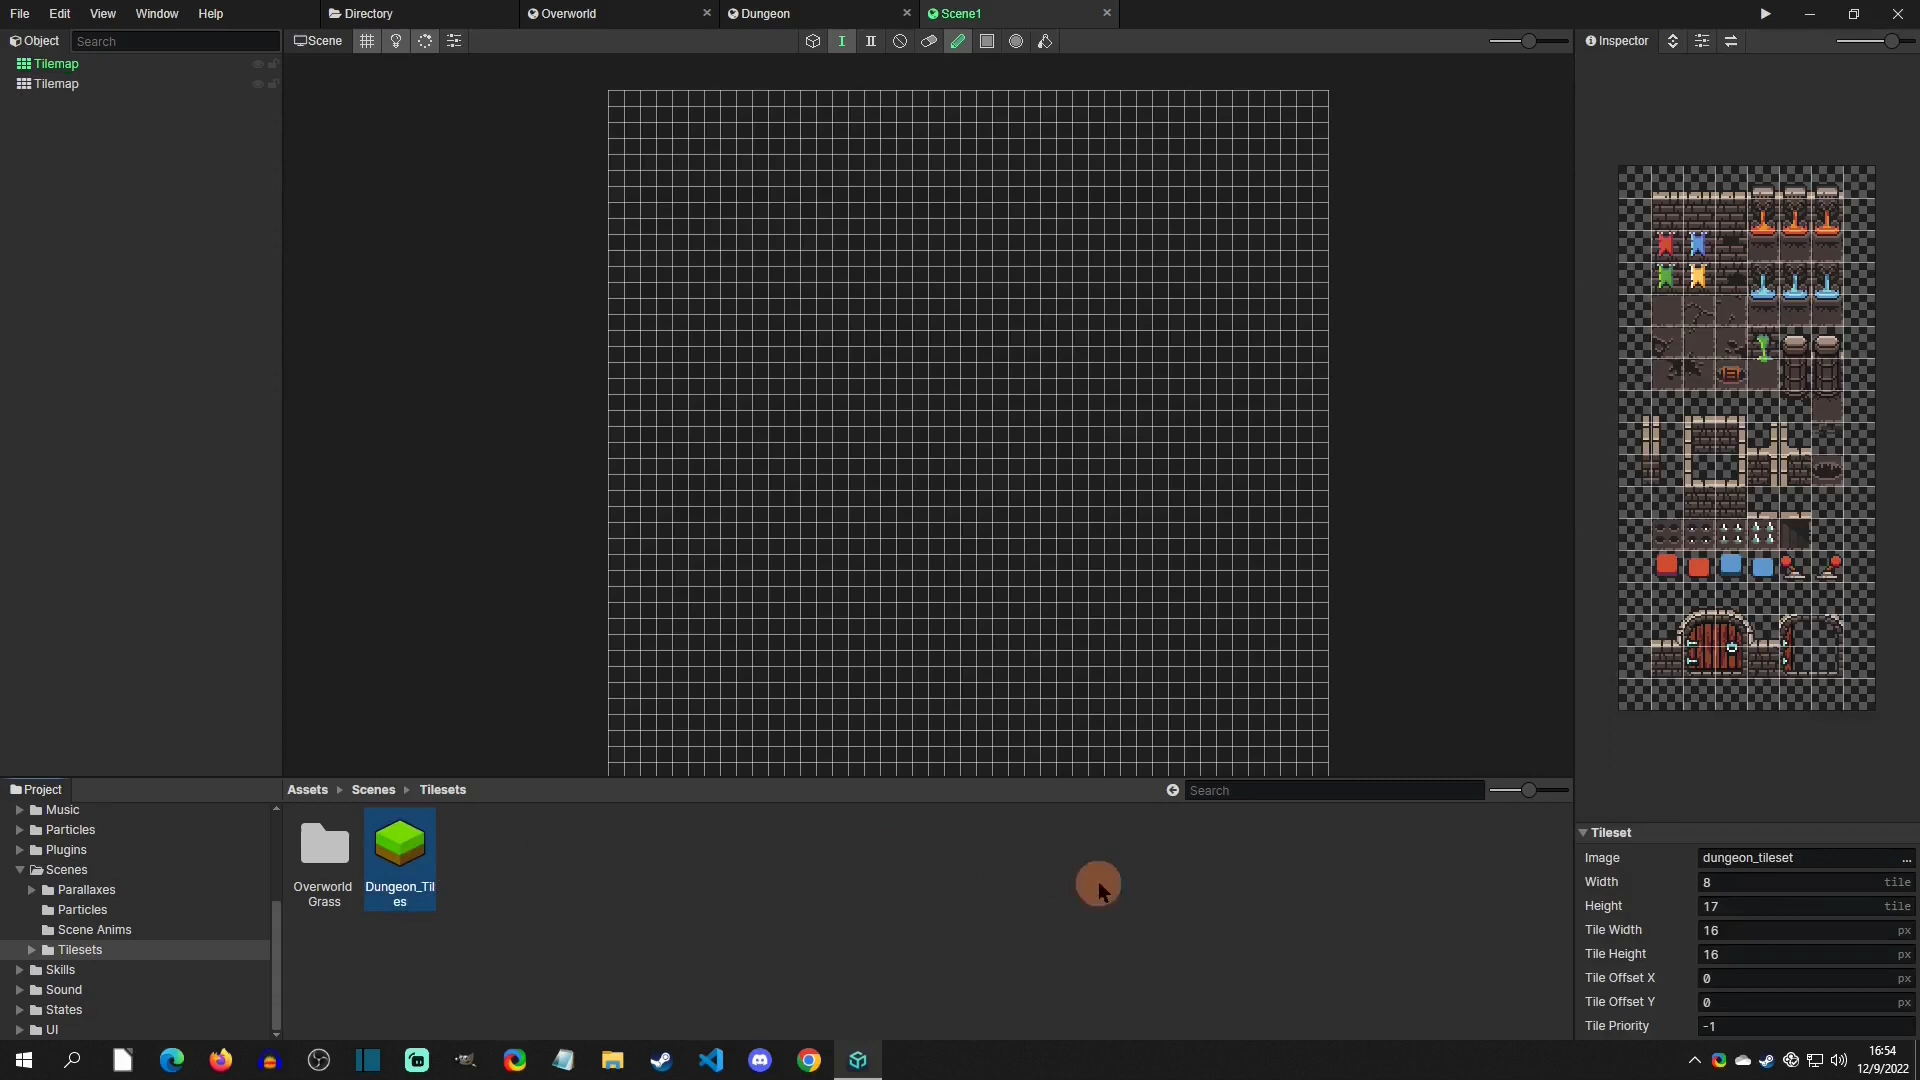 File Edit View Window Help
Directory
Overworld
Dungeon
Scene1
Object
Search
Scene
Inspector
Tilemap
Tilemap
Project
Music
Particles
Plugins
Scenes
Parallaxes
Particles
Scene Anims
Tilesets
Skills
Sound
States
UI
Assets Scenes Tilesets
Search
Overworld
Grass
Dungeon_Til
es
Tileset
Image dungeon_tileset ...
Width 8 tile
Height 17 tile
Tile Width 16 px
Tile Height 16 px
Tile Offset X 0 px
Tile Offset Y 0 px
Tile Priority -1
16:54
12/9/2022